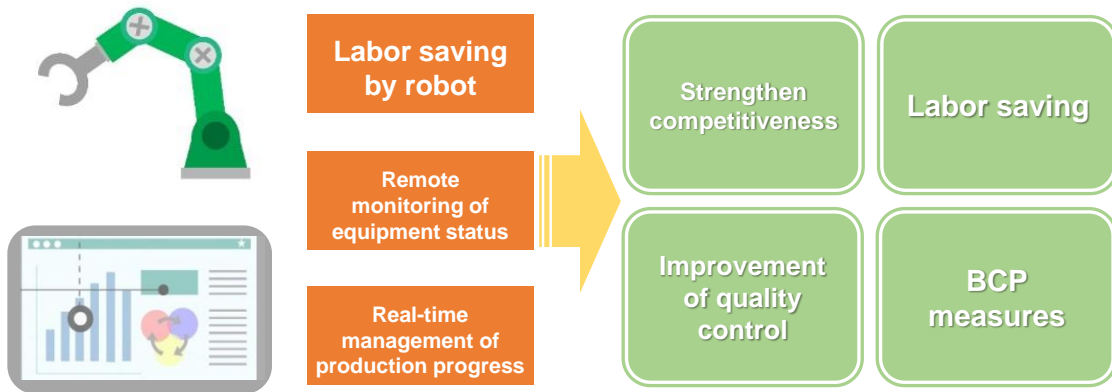 Labor saving
by robot
Remote
monitoring of
equipment status
Real-time
management of
production progress
Strengthen
competitiveness
Labor saving
Improvement
of quality
control
BCP
measures